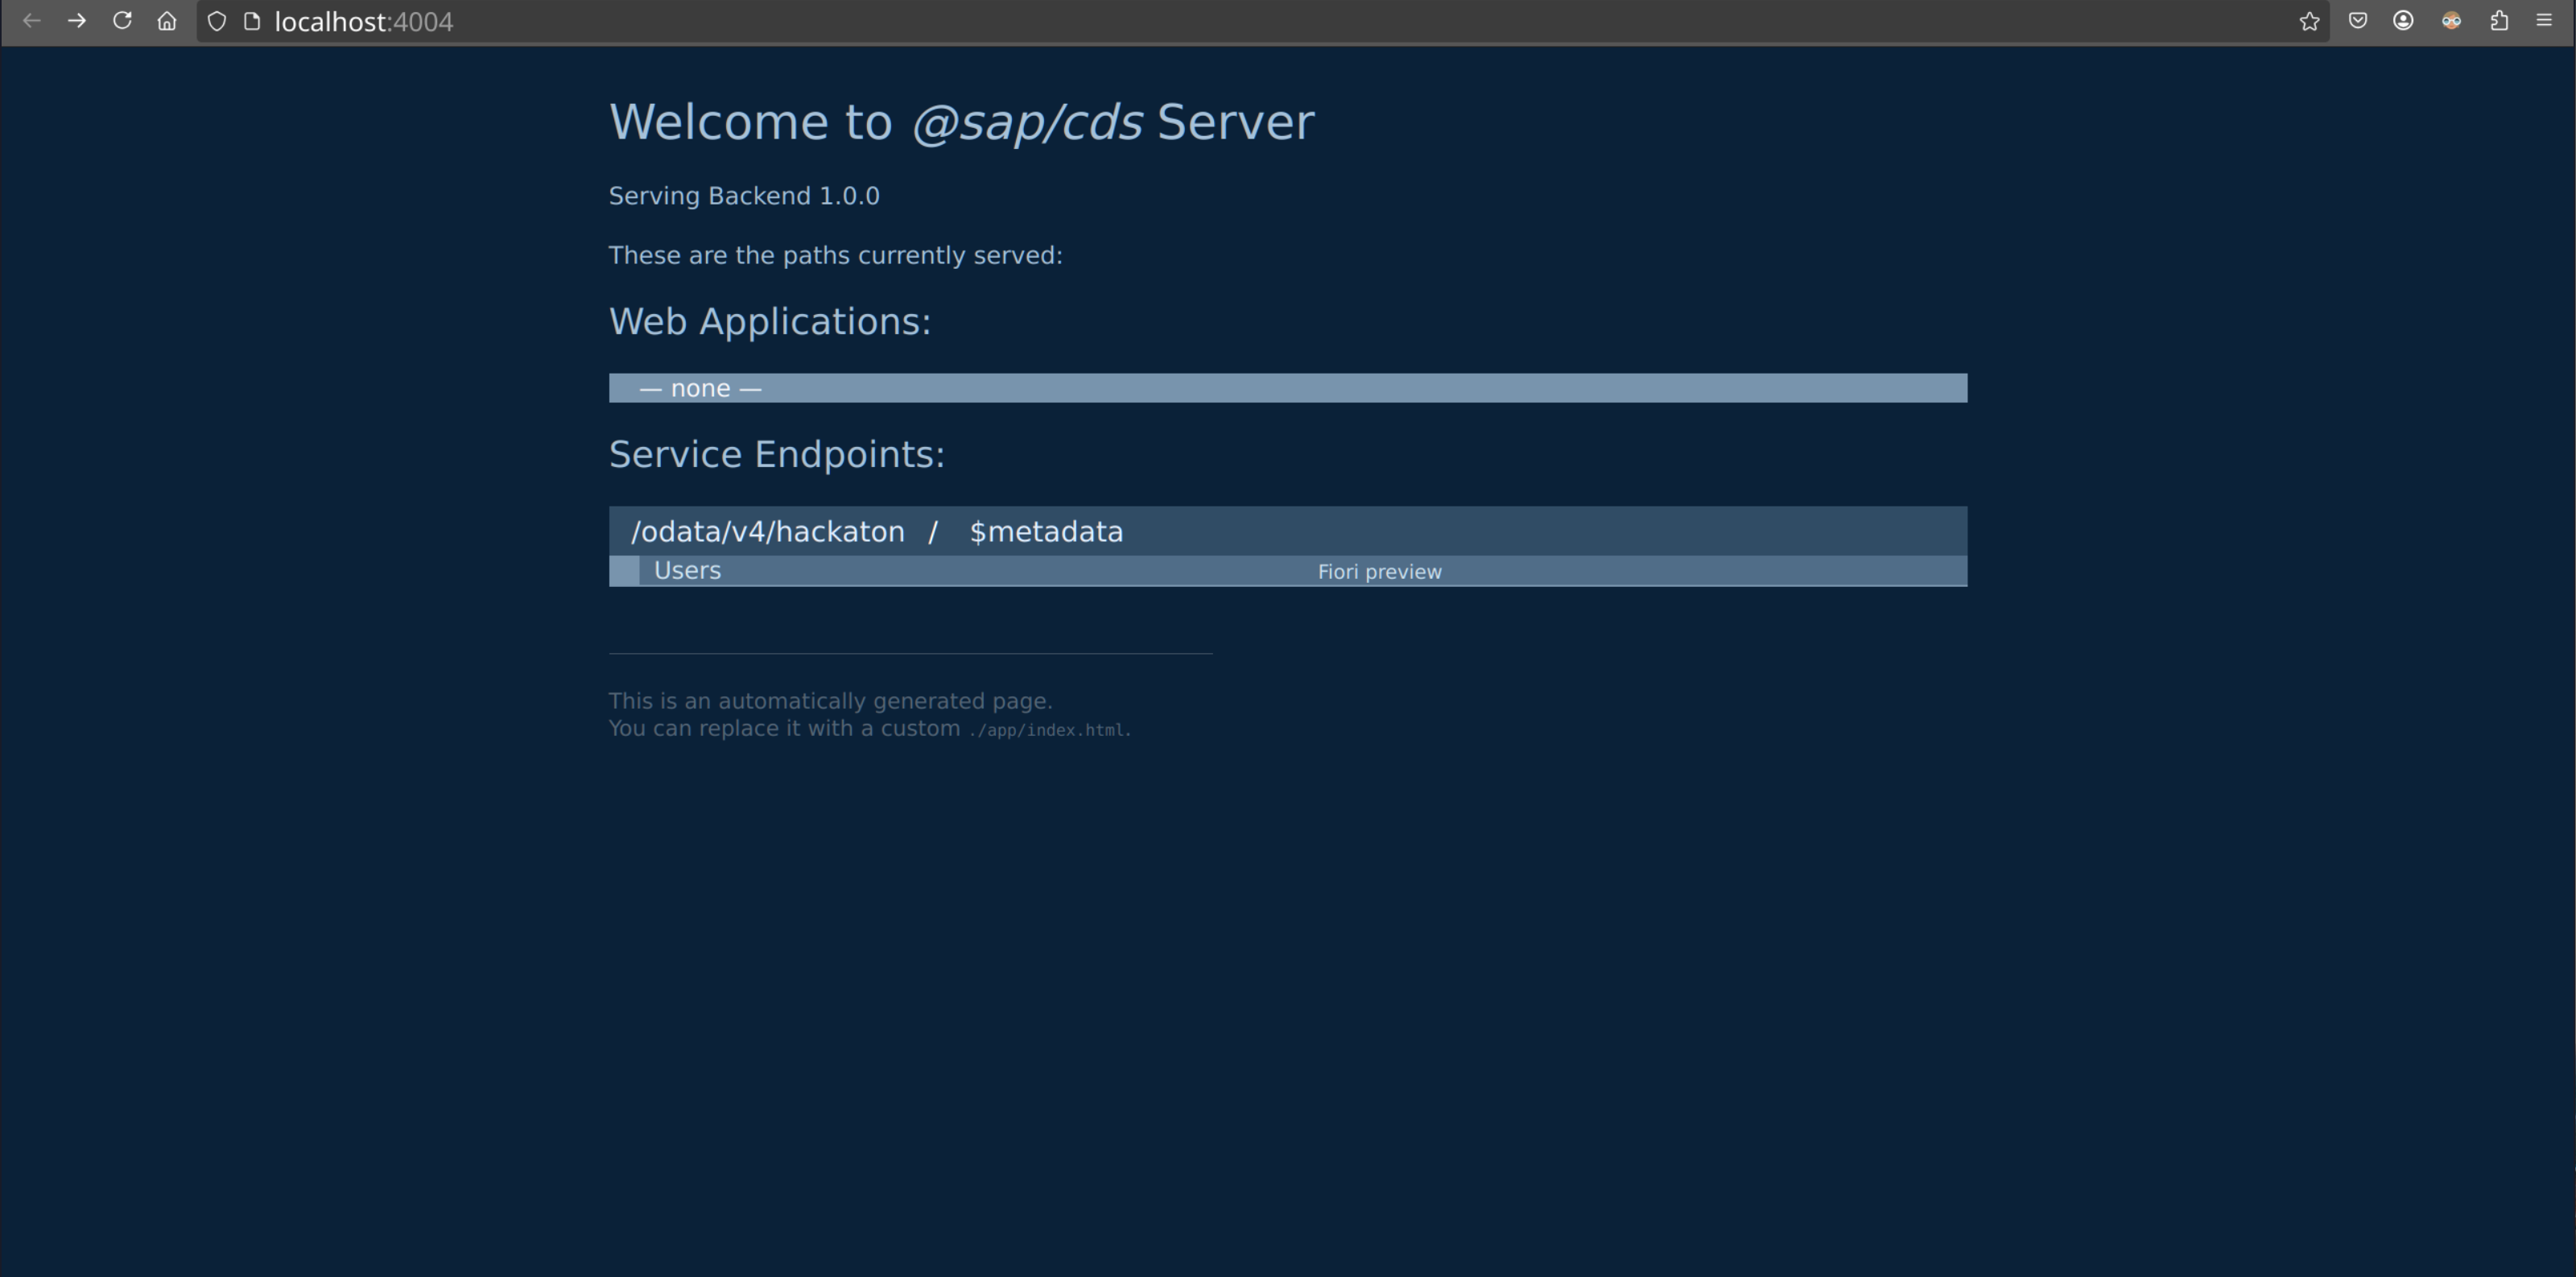 localhost:4004
Welcome to @sap/cds Server
Serving Backend 1.0.0
These are the paths currently served:
Web Applications:
— none —
Service Endpoints:
/odata/v4/hackaton / $metadata
Users Fiori preview
This is an automatically generated page.
You can replace it with a custom ./app/index.html.